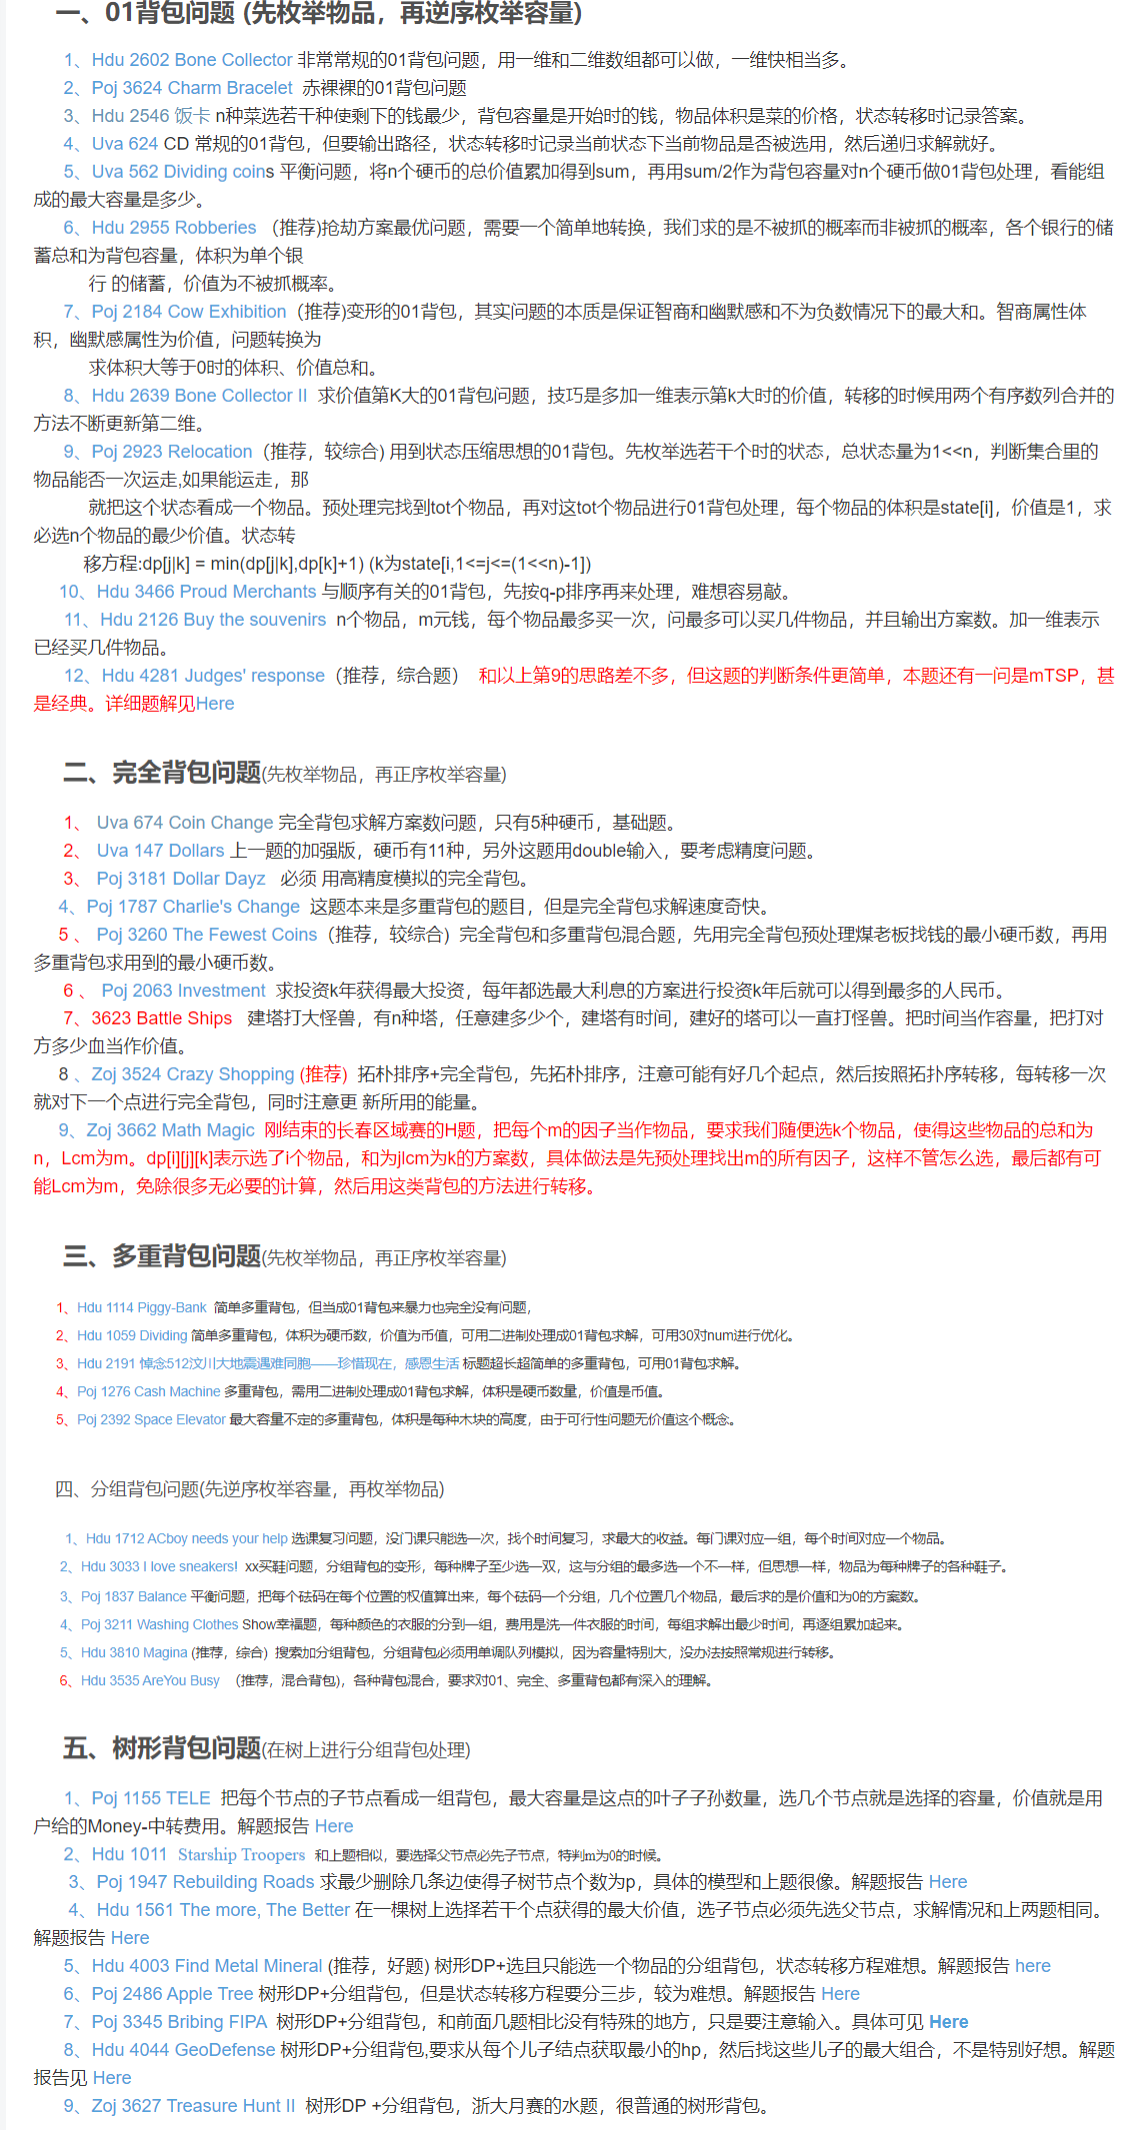 一、01背包问题 (先枚举物品，再逆序枚举容量)
1、Hdu 2602 Bone Collector 非常常规的01背包问题，用一维和二维数组都可以做，一维快相当多。
2、Poj 3624 Charm Bracelet 赤裸裸的01背包问题
3、Hdu 2546 饭卡 n种菜选若干种使剩下的钱最少，背包容量是开始时的钱，物品体积是菜的价格，状态转移时记录答案。
4、Uva 624 CD 常规的01背包，但要输出路径，状态转移时记录当前状态下当前物品是否被选用，然后递归求解就好。
5、Uva 562 Dividing coins 平衡问题，将n个硬币的总价值累加得到sum，再用sum/2作为背包容量对n个硬币做01背包处理，看能组
成的最大容量是多少。
6、Hdu 2955 Robberies （推荐)抢劫方案最优问题，需要一个简单地转换，我们求的是不被抓的概率而非被抓的概率，各个银行的储
蓄总和为背包容量，体积为单个银
行 的储蓄，价值为不被抓概率。
7、Poj 2184 Cow Exhibition (推荐)变形的01背包，其实问题的本质是保证智商和幽默感和不为负数情况下的最大和。智商属性体
积，幽默感属性为价值，问题转换为
求体积大等于0时的体积、价值总和。
8、Hdu 2639 Bone Collector II 求价值第K大的01背包问题，技巧是多加一维表示第k大时的价值，转移的时候用两个有序数列合并的
方法不断更新第二维。
9、Poj 2923 Relocation（推荐，较综合) 用到状态压缩思想的01背包。先枚举选若干个时的状态，总状态量为1<<n，判断集合里的
物品能否一次运走,如果能运走，那
就把这个状态看成一个物品。预处理完找到tot个物品，再对这tot个物品进行01背包处理，每个物品的体积是state[i]，价值是1，求
必选n个物品的最少价值。状态转
移方程:dp[j|k] = min(dp[j|k],dp[k]+1) (k为state[i,1<=j<=(1<<n)-1])
10、Hdu 3466 Proud Merchants 与顺序有关的01背包，先按q-p排序再来处理，难想容易敲。
11、Hdu 2126 Buy the souvenirs n个物品，m元钱，每个物品最多买一次，问最多可以买几件物品，并且输出方案数。加一维表示
已经买几件物品。
12、Hdu 4281 Judges' response（推荐，综合题） 和以上第9的思路差不多，但这题的判断条件更简单，本题还有一问是mTSP，甚
是经典。详细题解见Here
二、完全背包问题(先枚举物品，再正序枚举容量)
1、 Uva 674 Coin Change 完全背包求解方案数问题，只有5种硬币，基础题。
2、 Uva 147 Dollars 上一题的加强版，硬币有11种，另外这题用double输入，要考虑精度问题。
3、 Poj 3181 Dollar Dayz 必须 用高精度模拟的完全背包。
4、Poj 1787 Charlie's Change 这题本来是多重背包的题目，但是完全背包求解速度奇快。
5 、 Poj 3260 The Fewest Coins（推荐，较综合) 完全背包和多重背包混合题，先用完全背包预处理煤老板找钱的最小硬币数，再用
多重背包求用到的最小硬币数。
6 、 Poj 2063 Investment 求投资k年获得最大投资，每年都选最大利息的方案进行投资k年后就可以得到最多的人民币。
7、3623 Battle Ships 建塔打大怪兽，有n种塔，任意建多少个，建塔有时间，建好的塔可以一直打怪兽。把时间当作容量，把打对
方多少血当作价值。
8 、Zoj 3524 Crazy Shopping (推荐) 拓朴排序+完全背包，先拓朴排序，注意可能有好几个起点，然后按照拓扑序转移，每转移一次
就对下一个点进行完全背包，同时注意更 新所用的能量。
9、Zoj 3662 Math Magic 刚结束的长春区域赛的H题，把每个m的因子当作物品，要求我们随便选k个物品，使得这些物品的总和为
n，Lcm为m。dp[i][j][k]表示选了i个物品，和为jlcm为k的方案数，具体做法是先预处理找出m的所有因子，这样不管怎么选，最后都有可
能Lcm为m，免除很多无必要的计算，然后用这类背包的方法进行转移。
三、多重背包问题(先枚举物品，再正序枚举容量)
1、Hdu 1114 Piggy-Bank 简单多重背包，但当成01背包来暴力也完全没有问题，
2、Hdu 1059 Dividing 简单多重背包，体积为硬币数，价值为币值，可用二进制处理成01背包求解，可用30对num进行优化。
3、Hdu 2191 悼念512汶川大地震遇难同胞——珍惜现在，感恩生活 标题超长超简单的多重背包，可用01背包求解。
4、Poj 1276 Cash Machine 多重背包，需用二进制处理成01背包求解，体积是硬币数量，价值是币值。
5、Poj 2392 Space Elevator 最大容量不定的多重背包，体积是每种木块的高度，由于可行性问题无价值这个概念。
四、分组背包问题(先逆序枚举容量，再枚举物品)
1、Hdu 1712 ACboy needs your help 选课复习问题，没门课只能选一次，找个时间复习，求最大的收益。每门课对应一组，每个时间对应一个物品。
2、Hdu 3033 I love sneakers! xx买鞋问题，分组背包的变形，每种牌子至少选一双，这与分组的最多选一个不一样，但思想一样，物品为每种牌子的各种鞋子。
3、Poj 1837 Balance 平衡问题，把每个砝码在每个位置的权值算出来，每个砝码一个分组，几个位置几个物品，最后求的是价值和为0的方案数。
4、Poj 3211 Washing Clothes Show幸福题，每种颜色的衣服的分到一组，费用是洗一件衣服的时间，每组求解出最少时间，再逐组累加起来。
5、Hdu 3810 Magina (推荐，综合) 搜索加分组背包，分组背包必须用单调队列模拟，因为容量特别大，没办法按照常规进行转移。
6、Hdu 3535 AreYou Busy （推荐，混合背包)，各种背包混合，要求对01、完全、多重背包都有深入的理解。
五、树形背包问题(在树上进行分组背包处理)
1、Poj 1155 TELE 把每个节点的子节点看成一组背包，最大容量是这点的叶子子孙数量，选几个节点就是选择的容量，价值就是用
户给的Money-中转费用。解题报告 Here
2、Hdu 1011 Starship Troopers 和上题相似，要选择父节点必先子节点，特判m为0的时候。
3、Poj 1947 Rebuilding Roads 求最少删除几条边使得子树节点个数为p，具体的模型和上题很像。解题报告 Here
4、Hdu 1561 The more, The Better 在一棵树上选择若干个点获得的最大价值，选子节点必须先选父节点，求解情况和上两题相同。
解题报告 Here
5、Hdu 4003 Find Metal Mineral (推荐，好题) 树形DP+选且只能选一个物品的分组背包，状态转移方程难想。解题报告 here
6、Poj 2486 Apple Tree 树形DP+分组背包，但是状态转移方程要分三步，较为难想。解题报告 Here
7、Poj 3345 Bribing FIPA 树形DP+分组背包，和前面几题相比没有特殊的地方，只是要注意输入。具体可见 Here
8、Hdu 4044 GeoDefense 树形DP+分组背包,要求从每个儿子结点获取最小的hp，然后找这些儿子的最大组合，不是特别好想。解题
报告见 Here
9、Zoj 3627 Treasure Hunt II 树形DP +分组背包，浙大月赛的水题，很普通的树形背包。